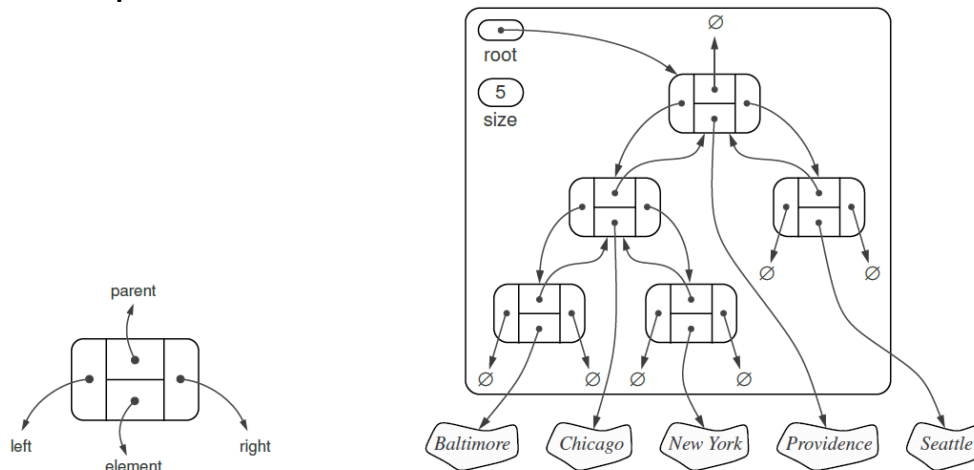 parent
left
element
right
root
5
size
∅
∅
∅
∅
∅
∅
∅
Baltimore
Chicago
New York
Providence
Seattle